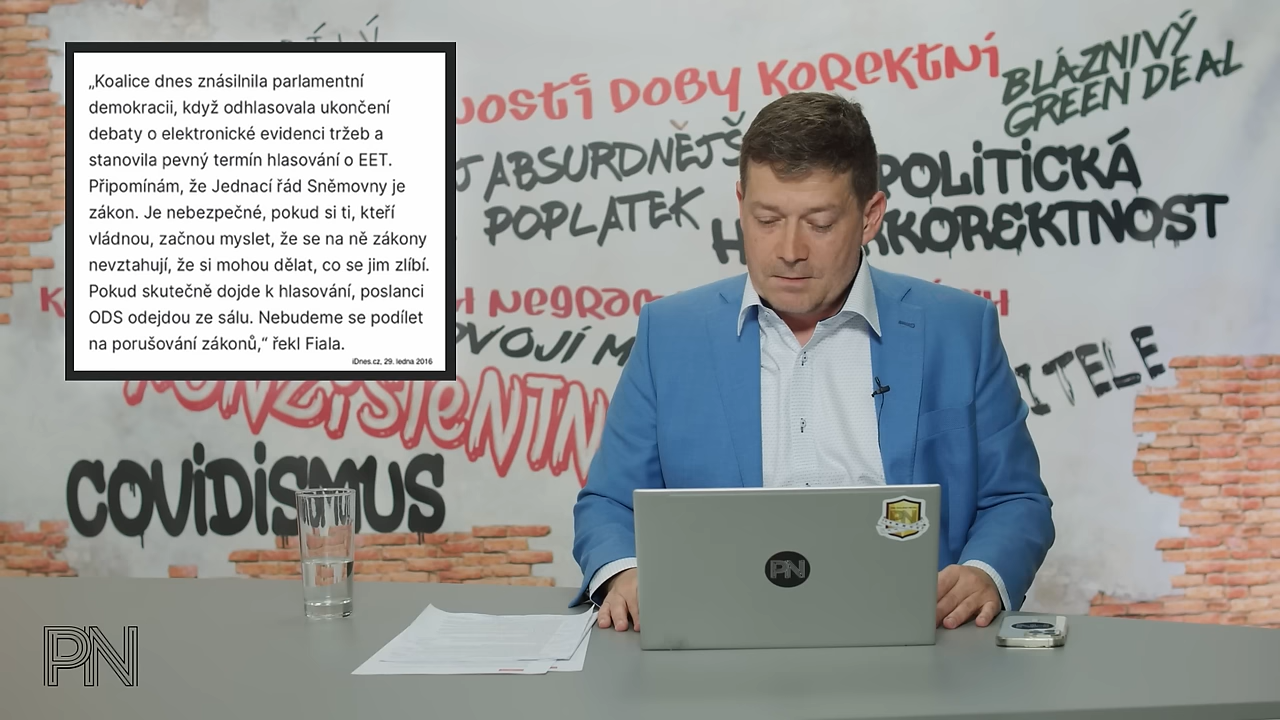 „Koalice dnes znásilnila parlamentní
demokracii, když odhlasovala ukončení
debaty o elektronické evidenci tržeb a
stanovila pevný termín hlasování o EET.
Připomínám, že Jednací řád Sněmovny je
zákon. Je nebezpečné, pokud si ti, kteří
vládnou, začnou myslet, že se na ně zákony
nevztahují, že si mohou dělat, co se jim zlíbí.
Pokud skutečně dojde k hlasování, poslanci
ODS odejdou ze sálu. Nebudeme se podílet
na porušování zákonů,“ řekl Fiala.
iDnes.cz, 29. ledna 2016
DOBY KOREKTNÍ
BLÁZNIVÝ
GREEN DEAL
POPLATEK
POLITICKÁ
COVIDISMUS
PN
PN